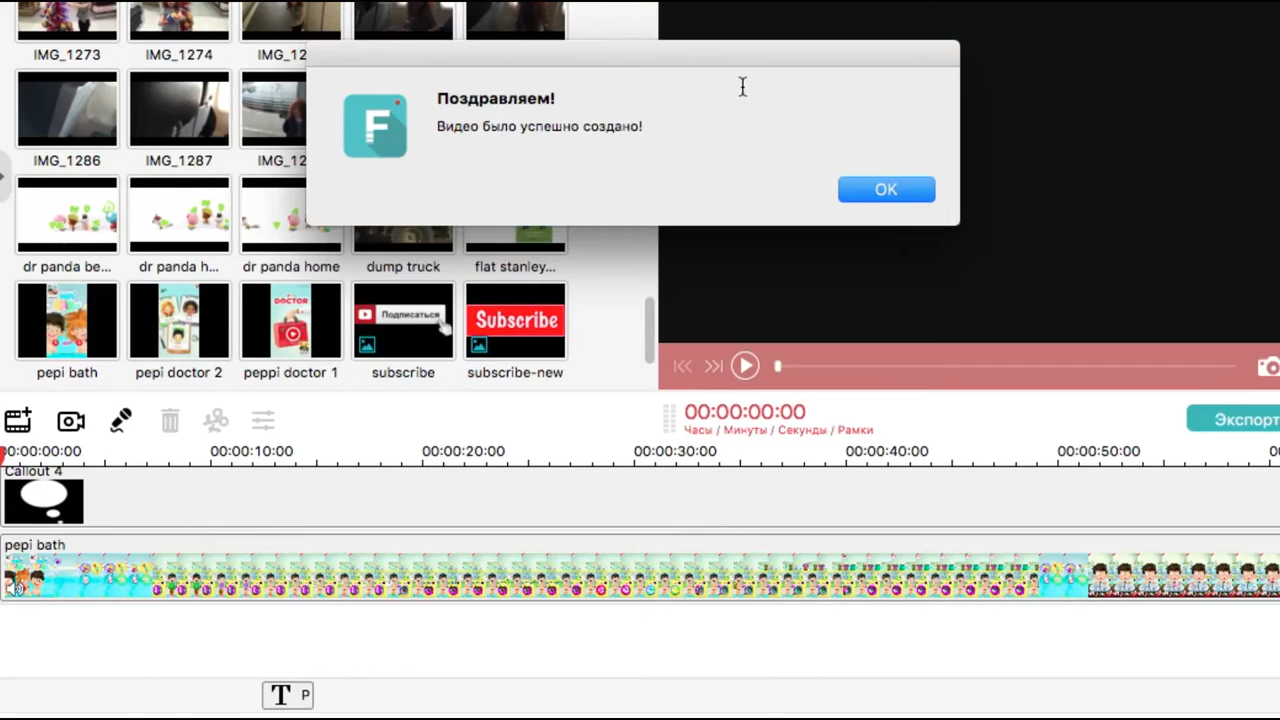 IMG_1273
IMG_1274
IMG_12
F
Поздравляем!
Видео было успешно создано!
OK
IMG_1286
IMG_1287
IMG_12
dr panda be...
dr panda h...
dr panda home
dump truck
flat stanley...
DOCTOR
Подписаться
Subscribe
pepi bath
pepi doctor 2
peppi doctor 1
subscribe
subscribe-new
00:00:00:00
Часы / Минуты / Секунды / Рамки
Экспорт
00:00:00:00
00:00:10:00
00:00:20:00
00:00:30:00
00:00:40:00
00:00:50:00
Callout 4
pepi bath
T P